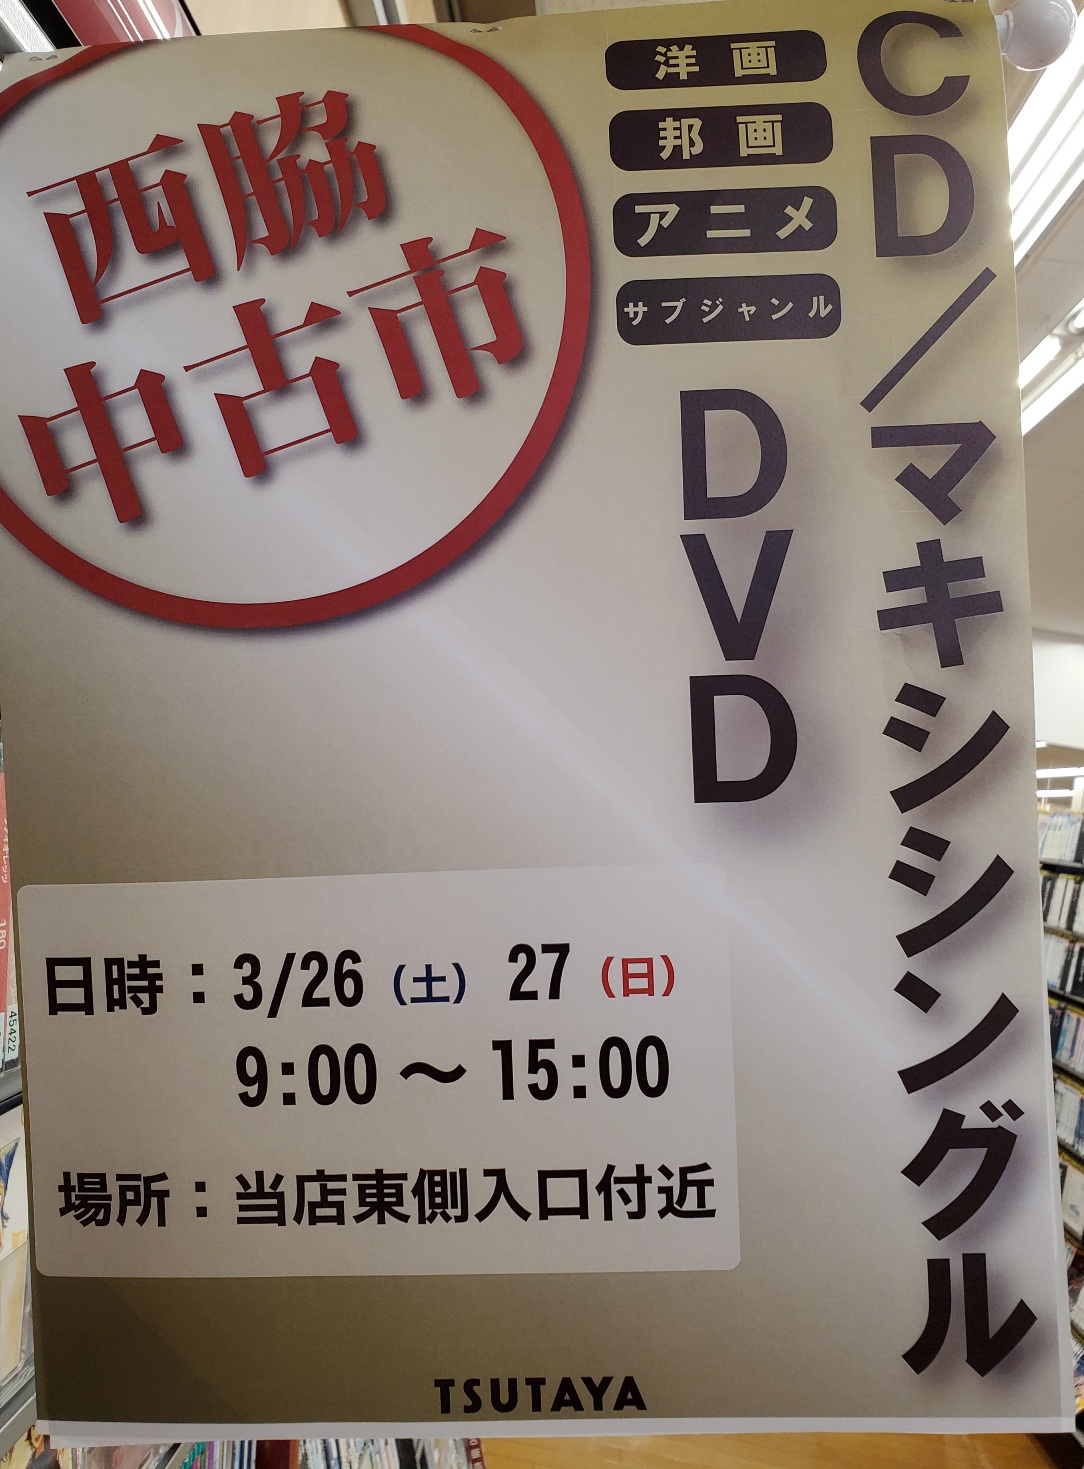 西脇
中古市
CD/マキシシングル
洋画
邦画
アニメ
サブジャンル
DVD
日時：3/26（土） 27（日）
9:00～15:00
場所：当店東側入口付近
TSUTAYA
45422
180